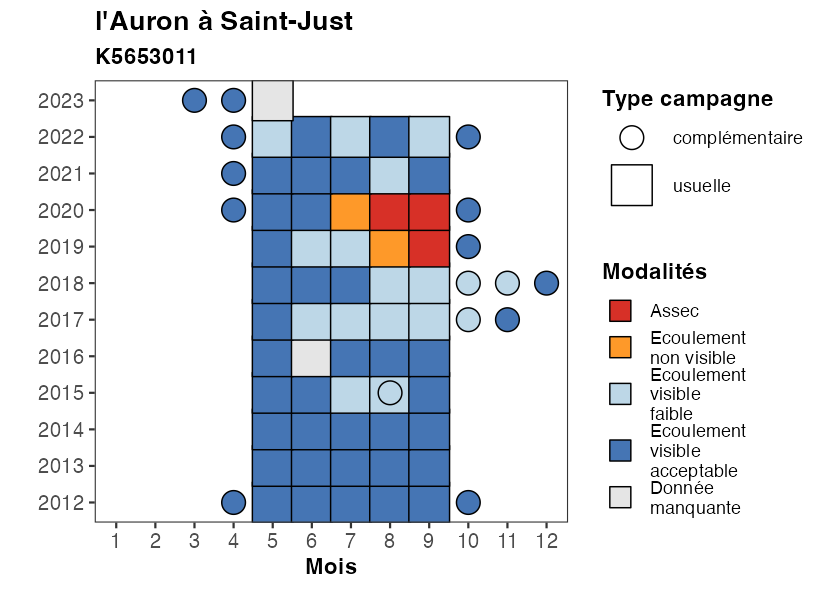 l'Auron à Saint-Just
K5653011
2023
2022
2021
2020
2019
2018
2017
2016
2015
2014
2013
2012
1 2 3 4 5 6 7 8 9 10 11 12
Mois
Type campagne
complémentaire
usuelle
Modalités
Assec
Ecoulement
non visible
Ecoulement
visible
faible
Ecoulement
visible
acceptable
Donnée
manquante